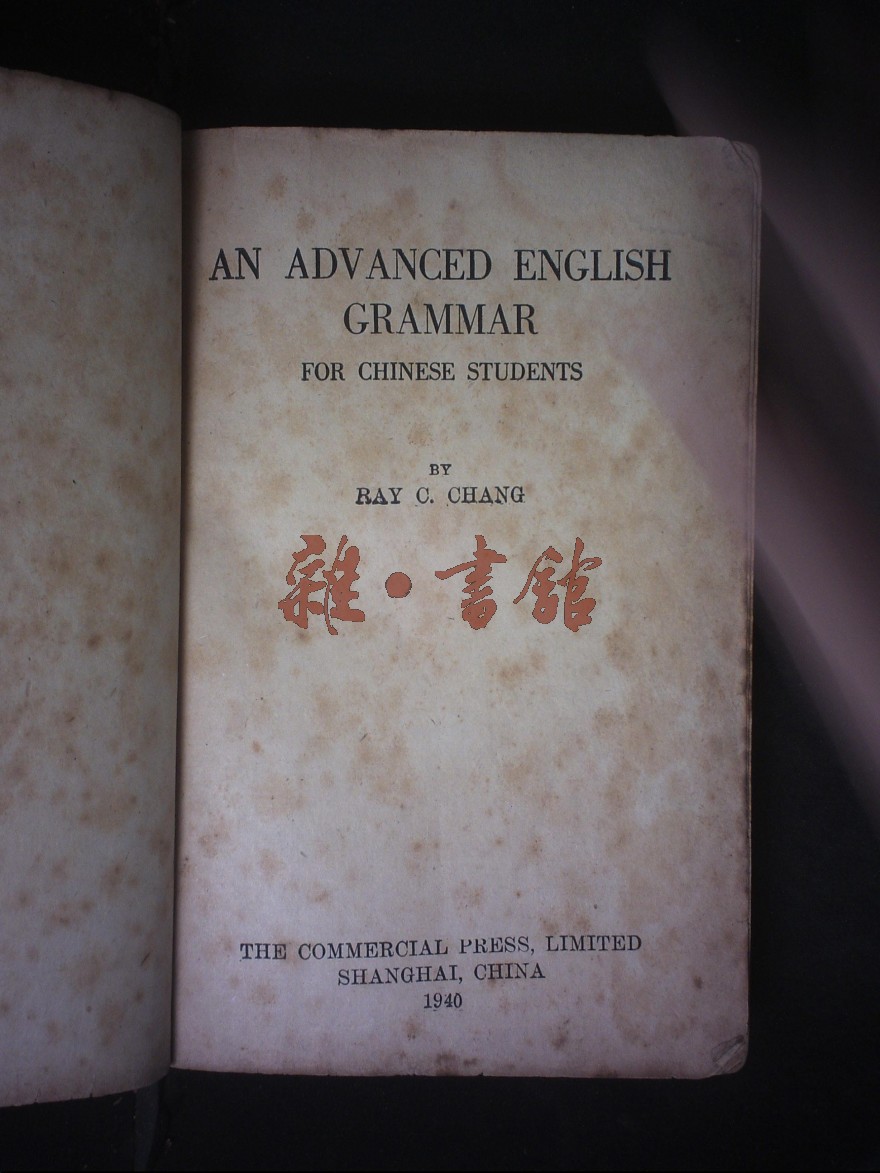 AN ADVANCED ENGLISH
GRAMMAR
FOR CHINESE STUDENTS
BY
RAY C. CHANG
雜·書館
THE COMMERCIAL PRESS, LIMITED
SHANGHAI, CHINA
1940